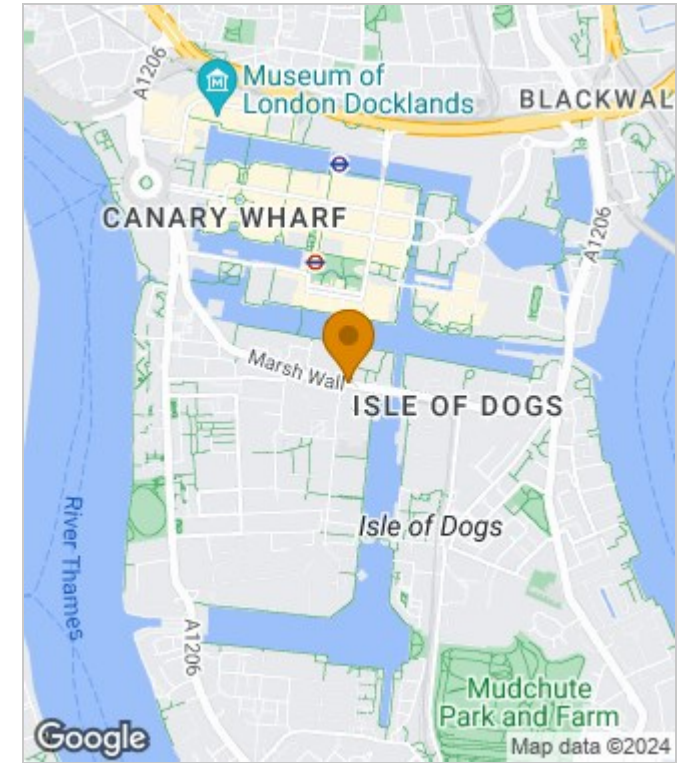 A1206
Museum of
London Docklands
BLACKWAL
CANARY WHARF
A1206
Marsh Wall
ISLE OF DOGS
Isle of Dogs
River Thames
A1206
Mudchute
Park and Farm
Google
Map data ©2024